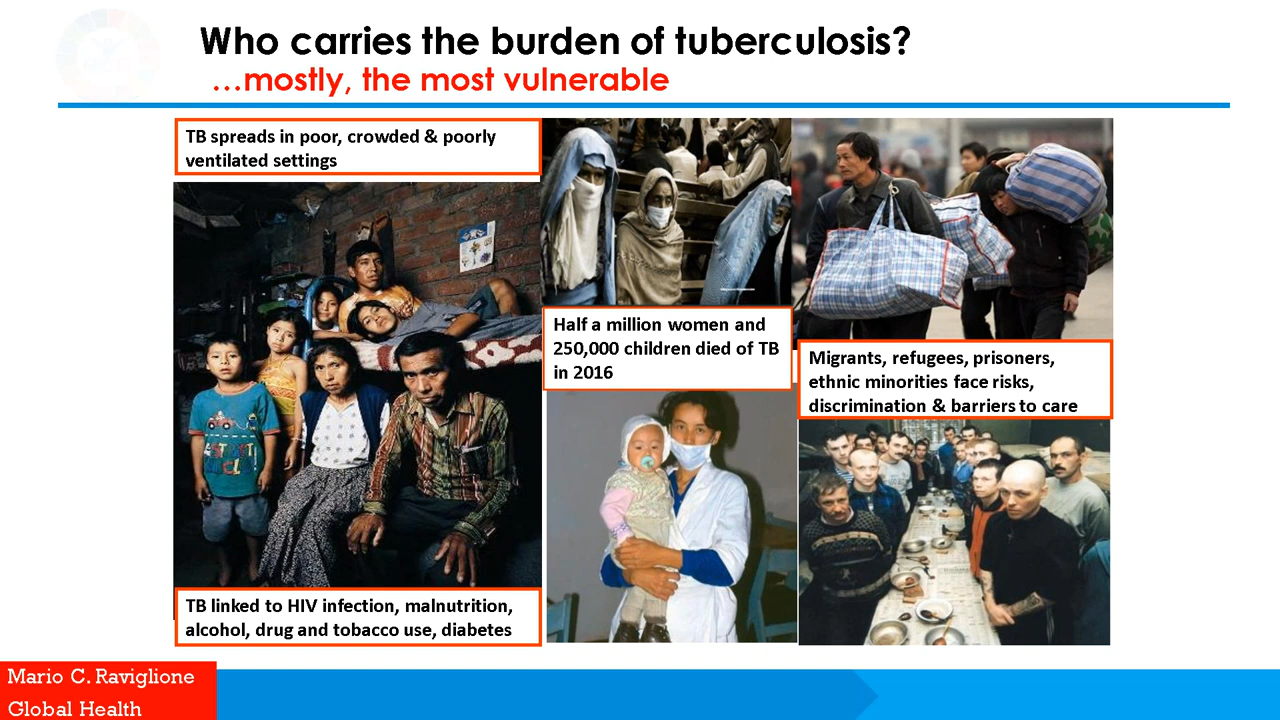 Who carries the burden of tuberculosis?
...mostly, the most vulnerable
TB spreads in poor, crowded & poorly
ventilated settings
Half a million women and
250,000 children died of TB
in 2016
Migrants, refugees, prisoners,
ethnic minorities face risks,
discrimination & barriers to care
TB linked to HIV infection, malnutrition,
alcohol, drug and tobacco use, diabetes
Mario C. Raviglione
Global Health